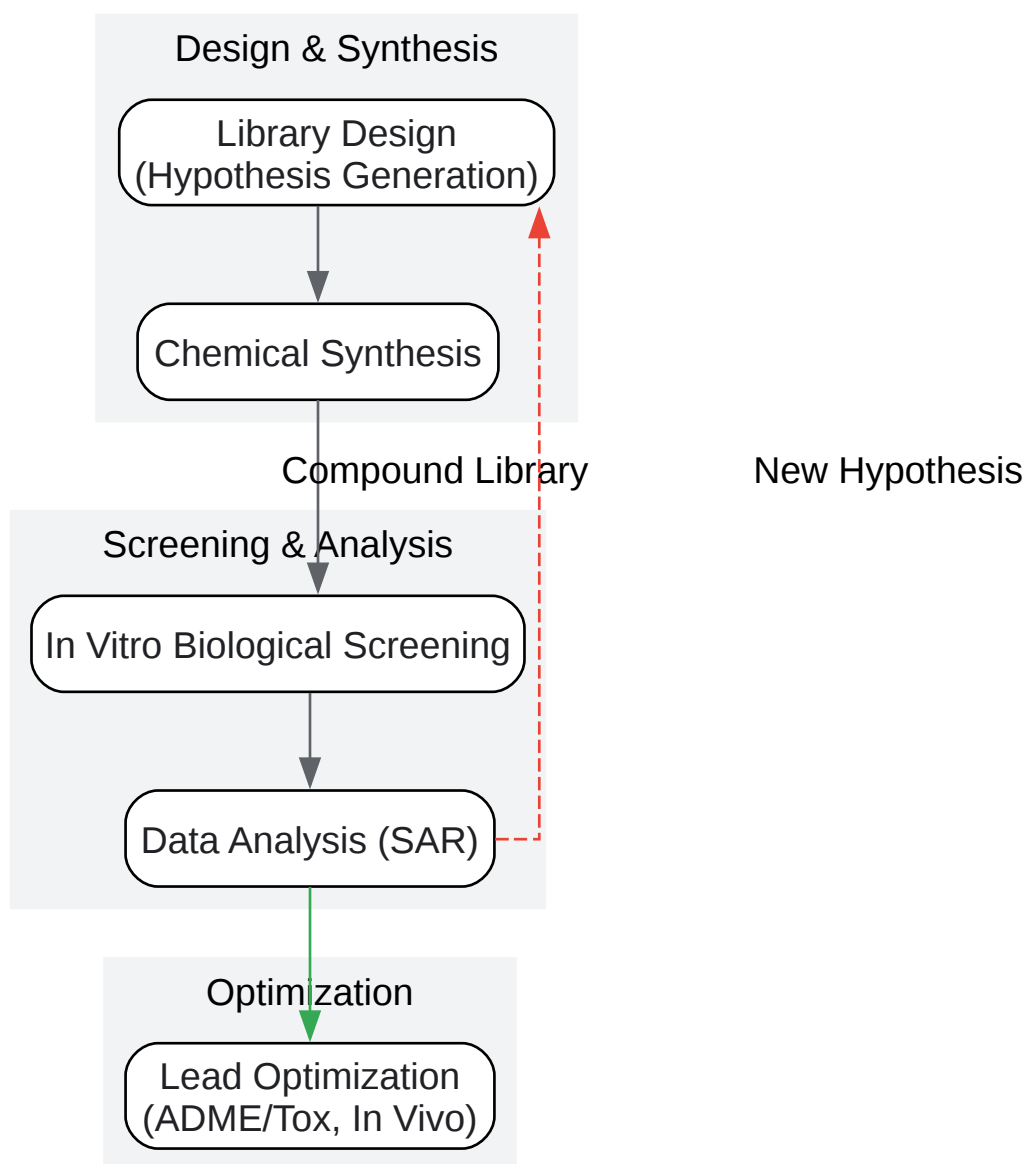 Design & Synthesis
Library Design
(Hypothesis Generation)
Chemical Synthesis
Compound Library
New Hypothesis
Screening & Analysis
In Vitro Biological Screening
Data Analysis (SAR)
Optimization
Lead Optimization
(ADME/Tox, In Vivo)